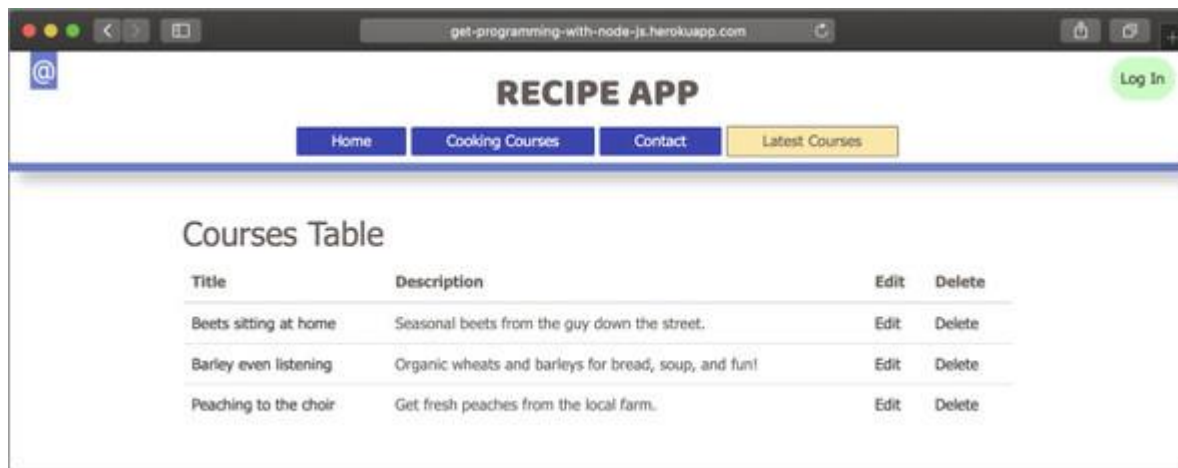 get-programming-with-node-js.herokuapp.com
@
RECIPE APP
Log In
Home Cooking Courses Contact Latest Courses
Courses Table
Title Description Edit Delete
Beets sitting at home Seasonal beets from the guy down the street. Edit Delete
Barley even listening Organic wheats and barleys for bread, soup, and fun! Edit Delete
Peaching to the choir Get fresh peaches from the local farm. Edit Delete